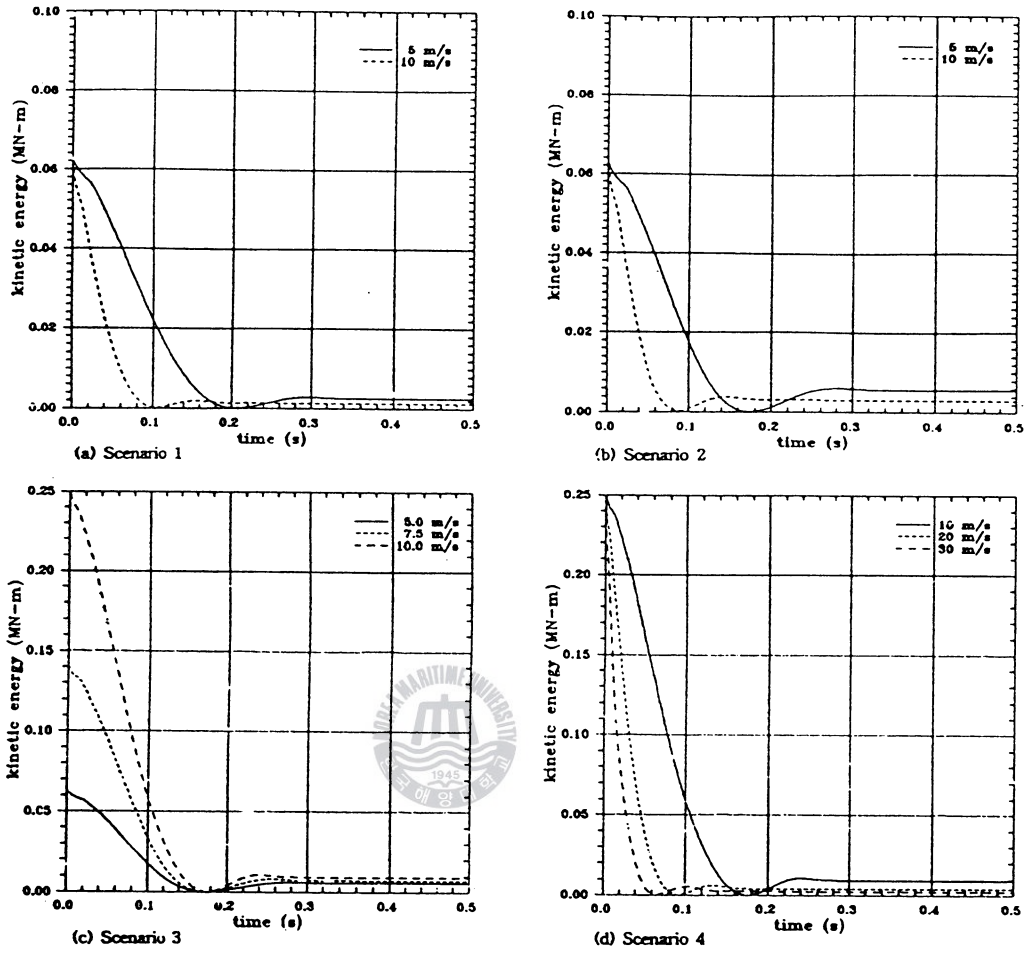 0.10
0.08
0.06
0.04
0.02
0.00
kinetic energy (MN-m)
5 m/s
10 m/s
0.0 0.1 0.2 0.3 0.4 0.5
time (s)
(a) Scenario 1
0.10
0.08
0.06
0.04
0.02
0.00
kinetic energy (MN-m)
5 m/s
10 m/s
0.0 0.1 0.2 0.3 0.4 0.5
time (s)
(b) Scenario 2
0.25
0.20
0.15
0.10
0.05
0.00
kinetic energy (MN-m)
5.0 m/s
7.5 m/s
10.0 m/s
0.0 0.1 0.2 0.3 0.4 0.5
time (s)
(c) Scenario 3
0.25
0.20
0.15
0.10
0.05
0.00
kinetic energy (MN-m)
10 m/s
20 m/s
30 m/s
0.0 0.1 0.2 0.3 0.4 0.5
time (s)
(d) Scenario 4
KOREA MARITIME UNIVERSITY
1945